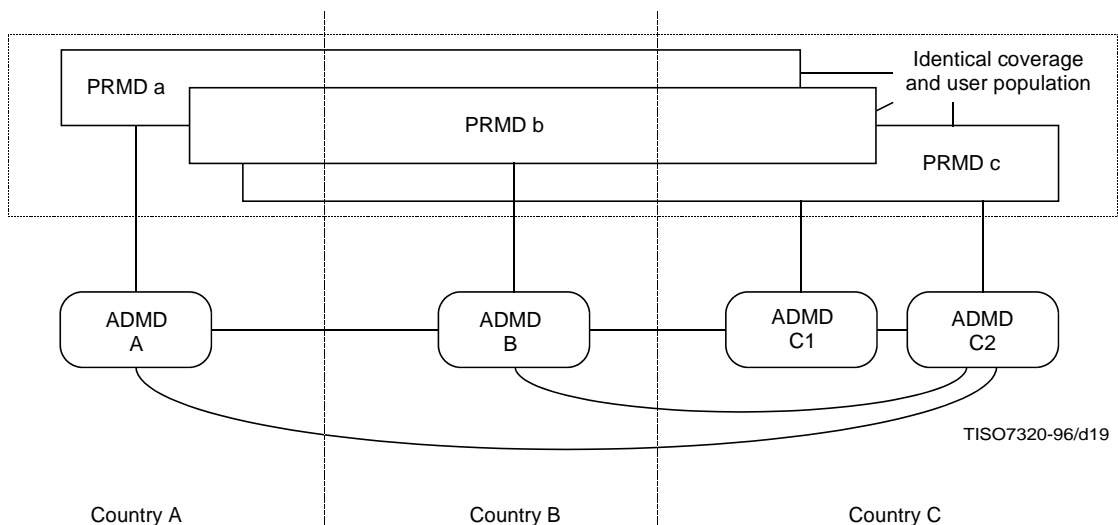 Identical coverage
and user population
PRMD a
PRMD b
PRMD c
ADMD
A
ADMD
B
ADMD
C1
ADMD
C2
TISO7320-96/d19
Country A
Country B
Country C